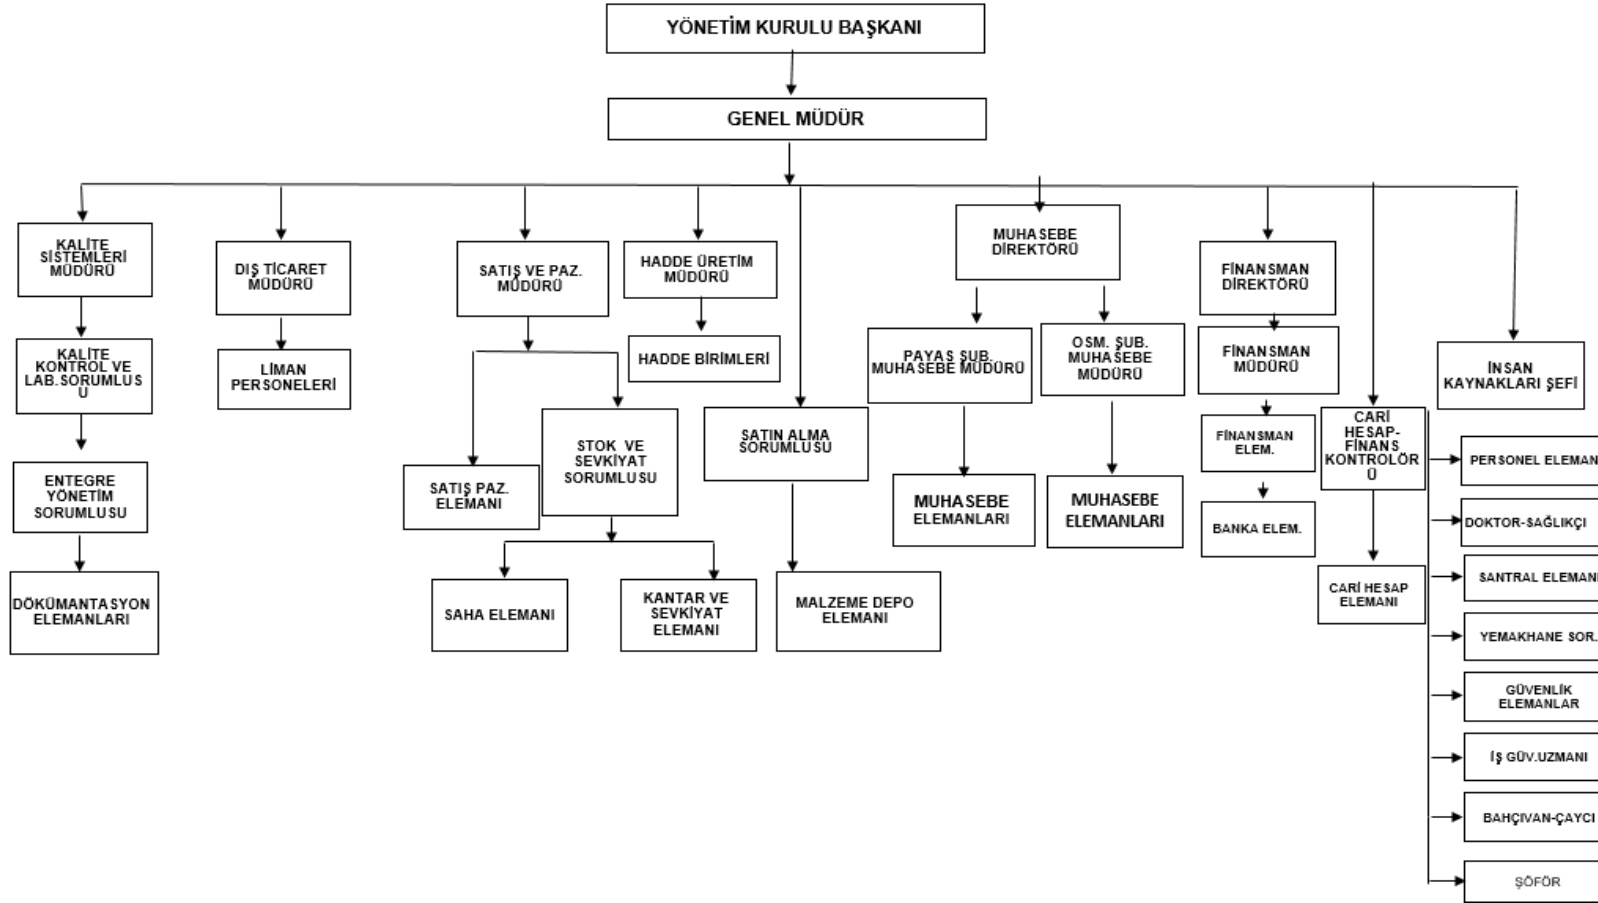 YÖNETİM KURULU BAŞKANI
GENEL MÜDÜR
KALİTE
SİSTEMLERİ
MÜDÜRÜ
DIŞ TİCARET
MÜDÜRÜ
SATIŞ VE PAZ.
MÜDÜRÜ
HADDE ÜRETİM
MÜDÜRÜ
MUHASEBE
DİREKTÖRÜ
FİNANSMAN
DİREKTÖRÜ
KALİTE
KONTROL VE
LAB.SORUMLUS
U
LİMAN
PERSONELERİ
HADDE BİRİMLERİ
PAYAS ŞUB.
MUHASEBE MÜDÜRÜ
OSM. ŞUB.
MUHASEBE
MÜDÜRÜ
FİNANSMAN
MÜDÜRÜ
İNSAN
KAYNAKLARI ŞEFİ
ENTEGRE
YÖNETİM
SORUMLUSU
SATIŞ PAZ.
ELEMANI
STOK VE
SEVKİYAT
SORUMLUSU
SATIN ALMA
SORUMLUSU
MUHASEBE
ELEMANLARI
MUHASEBE
ELEMANLARI
FİNANSMAN
ELEM.
BANKA ELEM.
CARİ
HESAP-
FİNANS
KONTROLÖR
Ü
DÖKÜMANTASYON
ELEMANLARI
SAHA ELEMANI
KANTAR VE
SEVKİYAT
ELEMANI
MALZEME DEPO
ELEMANI
CARİ HESAP
ELEMANI
PERSONEL ELEMAN
DOKTOR-SAĞLIKÇI
SANTRAL ELEMANI
YEMAKHANE SOR.
GÜVENLİK
ELEMANLAR
İŞ GÜV.UZMANI
BAHÇIVAN-ÇAYCI
ŞÖFÖR